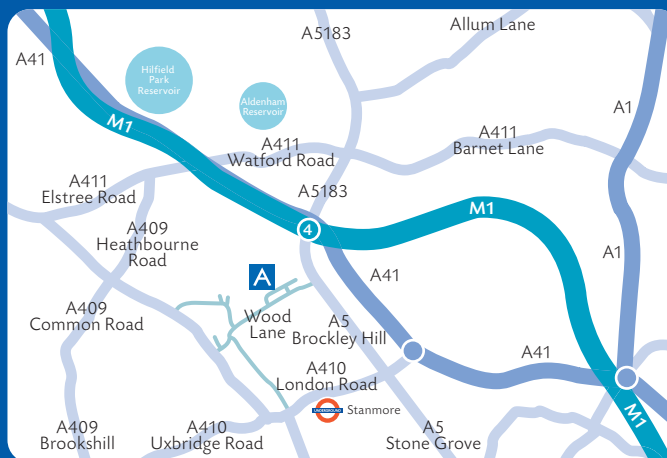 A5183
Allum Lane
A41
Hilfield
Park
Reservoir
Aldenham
Reservoir
A1
M1
A411
Watford Road
A411
Barnet Lane
A411
Elstree Road
A5183
M1
A409
Heathbourne
Road
4
A1
A
A41
A409
Common Road
Wood
Lane
A5
Brockley Hill
A41
A410
London Road
UNDERGROUND
Stanmore
M1
A409
Brookshill
A410
Uxbridge Road
A5
Stone Grove